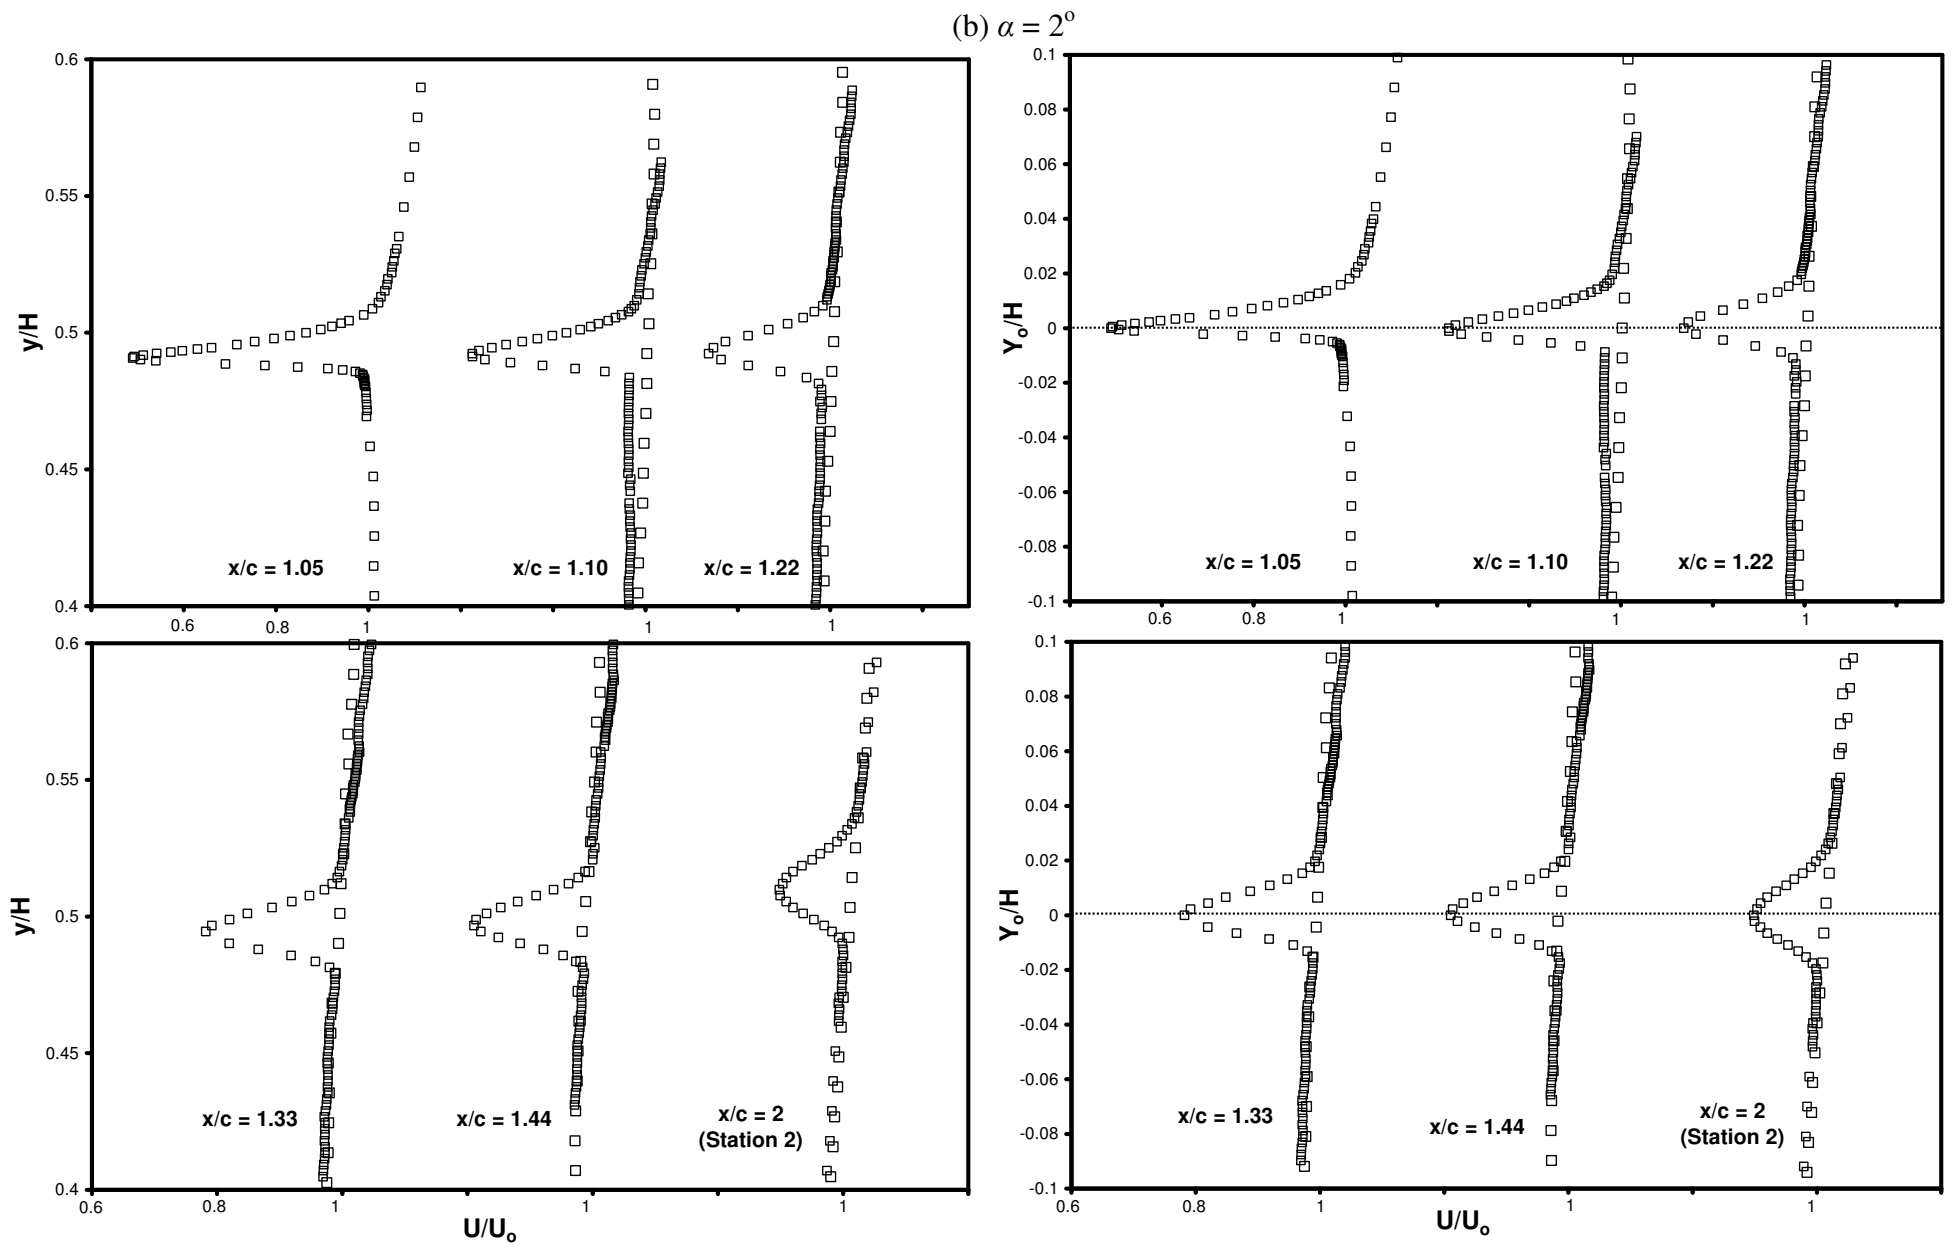 (b) α = 2°
0.6
0.55
0.5
0.45
0.4
y/H
x/c = 1.05
x/c = 1.10
x/c = 1.22
0.6 0.8 1 1 1
0.1
0.08
0.06
0.04
0.02
0
-0.02
-0.04
-0.06
-0.08
-0.1
Yo/H
x/c = 1.05
x/c = 1.10
x/c = 1.22
0.6 0.8 1 1 1
0.6
0.55
0.5
0.45
0.4
y/H
x/c = 1.33
x/c = 1.44
x/c = 2
(Station 2)
0.6 0.8 1 1 1
U/Uo
0.1
0.08
0.06
0.04
0.02
0
-0.02
-0.04
-0.06
-0.08
-0.1
Yo/H
x/c = 1.33
x/c = 1.44
x/c = 2
(Station 2)
0.6 0.8 1 1 1
U/Uo